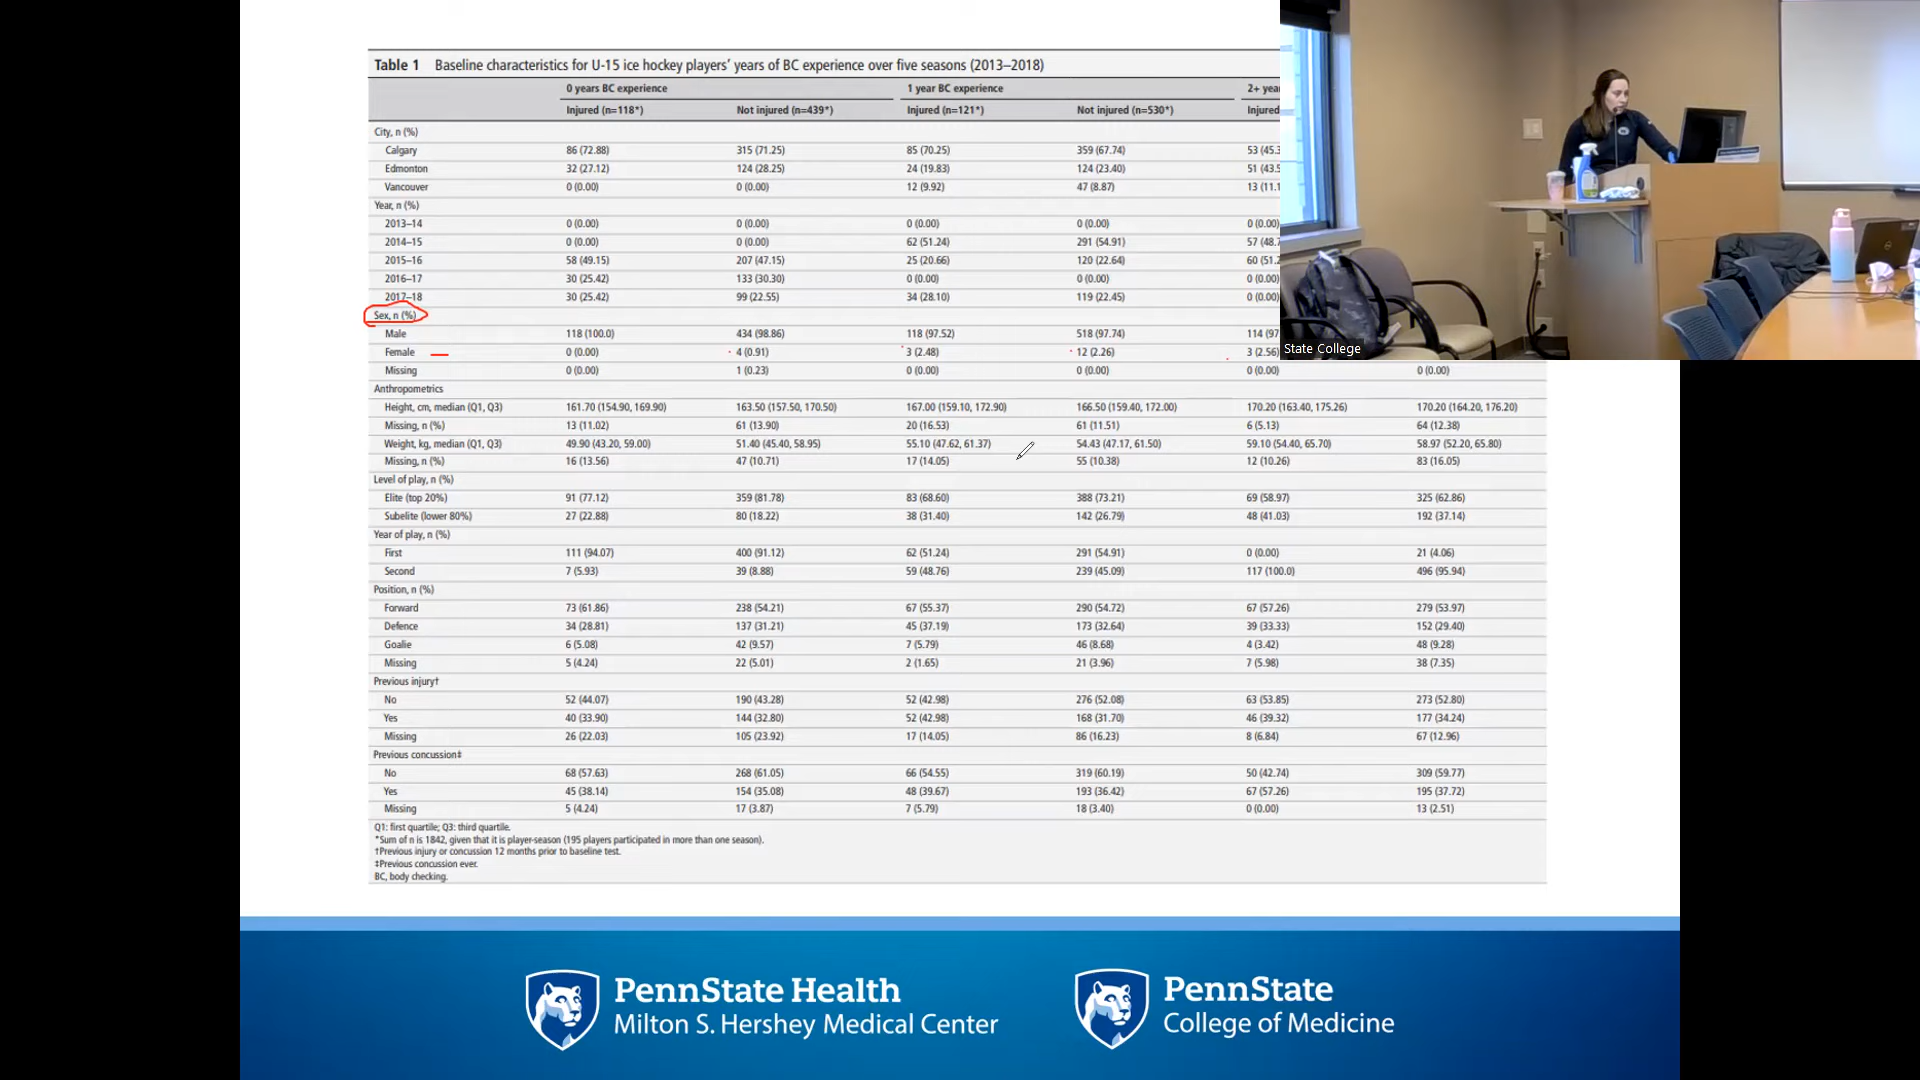 Table 1 Baseline characteristics for U-15 ice hockey players' years of BC experience over five seasons (2013–2018)
0 years BC experience 1 year BC experience 2+ yea
Injured (n=118*) Not injured (n=439*) Injured (n=121*) Not injured (n=530*) Injured
City, n (%)
Calgary 86 (72.88) 315 (71.25) 85 (70.25) 359 (67.74) 53 (45.3
Edmonton 32 (27.12) 124 (28.25) 24 (19.83) 124 (23.40) 51 (43.5
Vancouver 0 (0.00) 0 (0.00) 12 (9.92) 47 (8.87) 13 (11.1
Year, n (%)
2013–14 0 (0.00) 0 (0.00) 0 (0.00) 0 (0.00) 0 (0.00)
2014–15 0 (0.00) 0 (0.00) 62 (51.24) 291 (54.91) 57 (48.7
2015–16 58 (49.15) 207 (47.15) 25 (20.66) 120 (22.64) 60 (51.2
2016–17 30 (25.42) 133 (30.30) 0 (0.00) 0 (0.00) 0 (0.00)
2017–18 30 (25.42) 99 (22.55) 34 (28.10) 119 (22.45) 0 (0.00)
Sex, n (%)
Male 118 (100.0) 434 (98.86) 118 (97.52) 518 (97.74) 114 (97
Female 0 (0.00) 4 (0.91) 3 (2.48) 12 (2.26) 3 (2.56)
State College
Missing 0 (0.00) 1 (0.23) 0 (0.00) 0 (0.00) 0 (0.00) 0 (0.00)
Anthropometrics
Height, cm, median (Q1, Q3) 161.70 (154.90, 169.90) 163.50 (157.50, 170.50) 167.00 (159.10, 172.90) 166.50 (159.40, 172.00) 170.20 (163.40, 175.26) 170.20 (164.20, 176.20)
Missing, n (%) 13 (11.02) 61 (13.90) 20 (16.53) 61 (11.51) 6 (5.13) 64 (12.38)
Weight, kg, median (Q1, Q3) 49.90 (43.20, 59.00) 51.40 (45.40, 58.95) 55.10 (47.62, 61.37) 54.43 (47.17, 61.50) 59.10 (54.40, 65.70) 58.97 (52.20, 65.80)
Missing, n (%) 16 (13.56) 47 (10.71) 17 (14.05) 55 (10.38) 12 (10.26) 83 (16.05)
Level of play, n (%)
Elite (top 20%) 91 (77.12) 359 (81.78) 83 (68.60) 388 (73.21) 69 (58.97) 325 (62.86)
Subelite (lower 80%) 27 (22.88) 80 (18.22) 38 (31.40) 142 (26.79) 48 (41.03) 192 (37.14)
Year of play, n (%)
First 111 (94.07) 400 (91.12) 62 (51.24) 291 (54.91) 0 (0.00) 21 (4.06)
Second 7 (5.93) 39 (8.88) 59 (48.76) 239 (45.09) 117 (100.0) 496 (95.94)
Position, n (%)
Forward 73 (61.86) 238 (54.21) 67 (55.37) 290 (54.72) 67 (57.26) 279 (53.97)
Defence 34 (28.81) 137 (31.21) 45 (37.19) 173 (32.64) 39 (33.33) 152 (29.40)
Goalie 6 (5.08) 42 (9.57) 7 (5.79) 46 (8.68) 4 (3.42) 48 (9.28)
Missing 5 (4.24) 22 (5.01) 2 (1.65) 21 (3.96) 7 (5.98) 38 (7.35)
Previous injury†
No 52 (44.07) 190 (43.28) 52 (42.98) 276 (52.08) 63 (53.85) 273 (52.80)
Yes 40 (33.90) 144 (32.80) 52 (42.98) 168 (31.70) 46 (39.32) 177 (34.24)
Missing 26 (22.03) 105 (23.92) 17 (14.05) 86 (16.23) 8 (6.84) 67 (12.96)
Previous concussion‡
No 68 (57.63) 268 (61.05) 66 (54.55) 319 (60.19) 50 (42.74) 309 (59.77)
Yes 45 (38.14) 154 (35.08) 48 (39.67) 193 (36.42) 67 (57.26) 195 (37.72)
Missing 5 (4.24) 17 (3.87) 7 (5.79) 18 (3.40) 0 (0.00) 13 (2.51)
Q1: first quartile; Q3: third quartile.
*Sum of n is 1842, given that it is player-season (195 players participated in more than one season).
†Previous injury or concussion 12 months prior to baseline test.
‡Previous concussion ever.
BC, body checking.
PennState Health
Milton S. Hershey Medical Center
PennState
College of Medicine